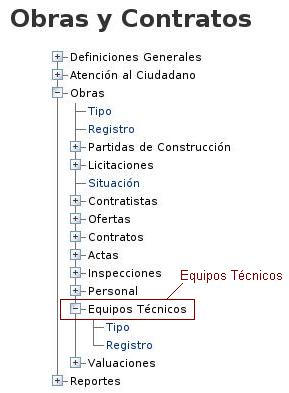 Obras y Contratos
Definiciones Generales
Atención al Ciudadano
Obras
Tipo
Registro
Partidas de Construcción
Licitaciones
Situación
Contratistas
Ofertas
Contratos
Actas
Inspecciones
Equipos Técnicos
Personal
Equipos Técnicos
Tipo
Registro
Valuaciones
Reportes